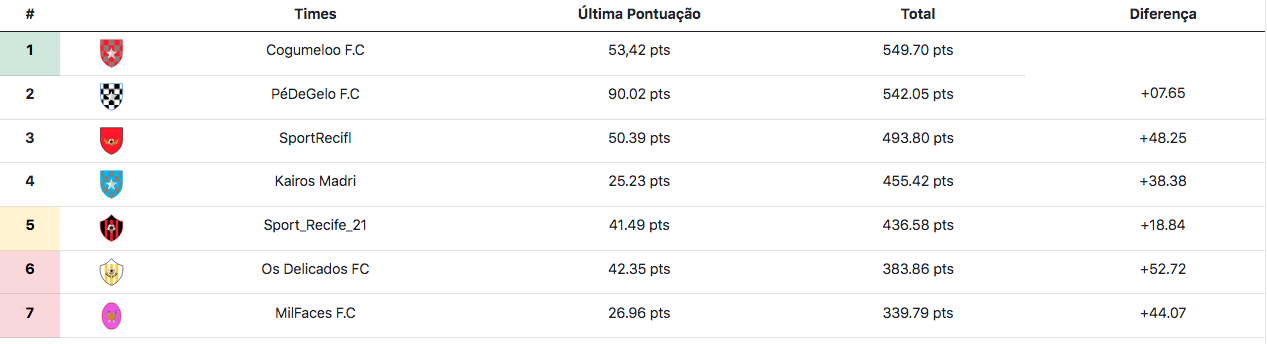 # Times Última Pontuação Total Diferença
1 Cogumeloo F.C 53,42 pts 549.70 pts
2 PéDeGelo F.C 90.02 pts 542.05 pts +07.65
3 SportRecifl 50.39 pts 493.80 pts +48.25
4 Kairos Madri 25.23 pts 455.42 pts +38.38
5 Sport_Recife_21 41.49 pts 436.58 pts +18.84
6 Os Delicados FC 42.35 pts 383.86 pts +52.72
7 MilFaces F.C 26.96 pts 339.79 pts +44.07